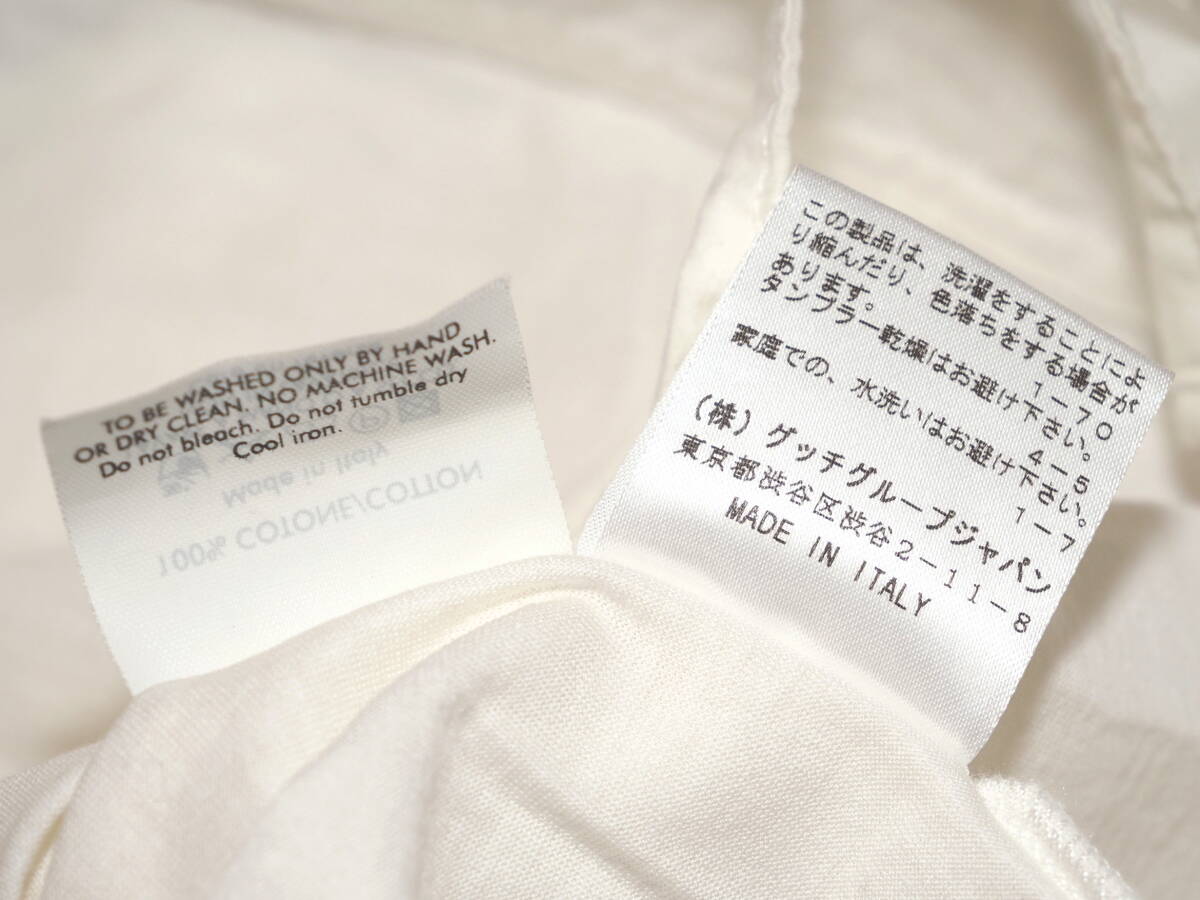 TO BE WASHED ONLY BY HAND
OR DRY CLEAN. NO MACHINE WASH.
Do not bleach. Do not tumble dry
Cool iron.
Made in Italy
100% COTONE/COTTON
この製品は、洗濯をすることによ
り縮んだり、色落ちをする場合が
あります。 1-70
タンブラー乾燥はお避け下さい。
4-5
家庭での、水洗いはお避け下さい。
1-7
(株)グッチグループジャパン
東京都渋谷区渋谷2-11-8
MADE IN ITALY